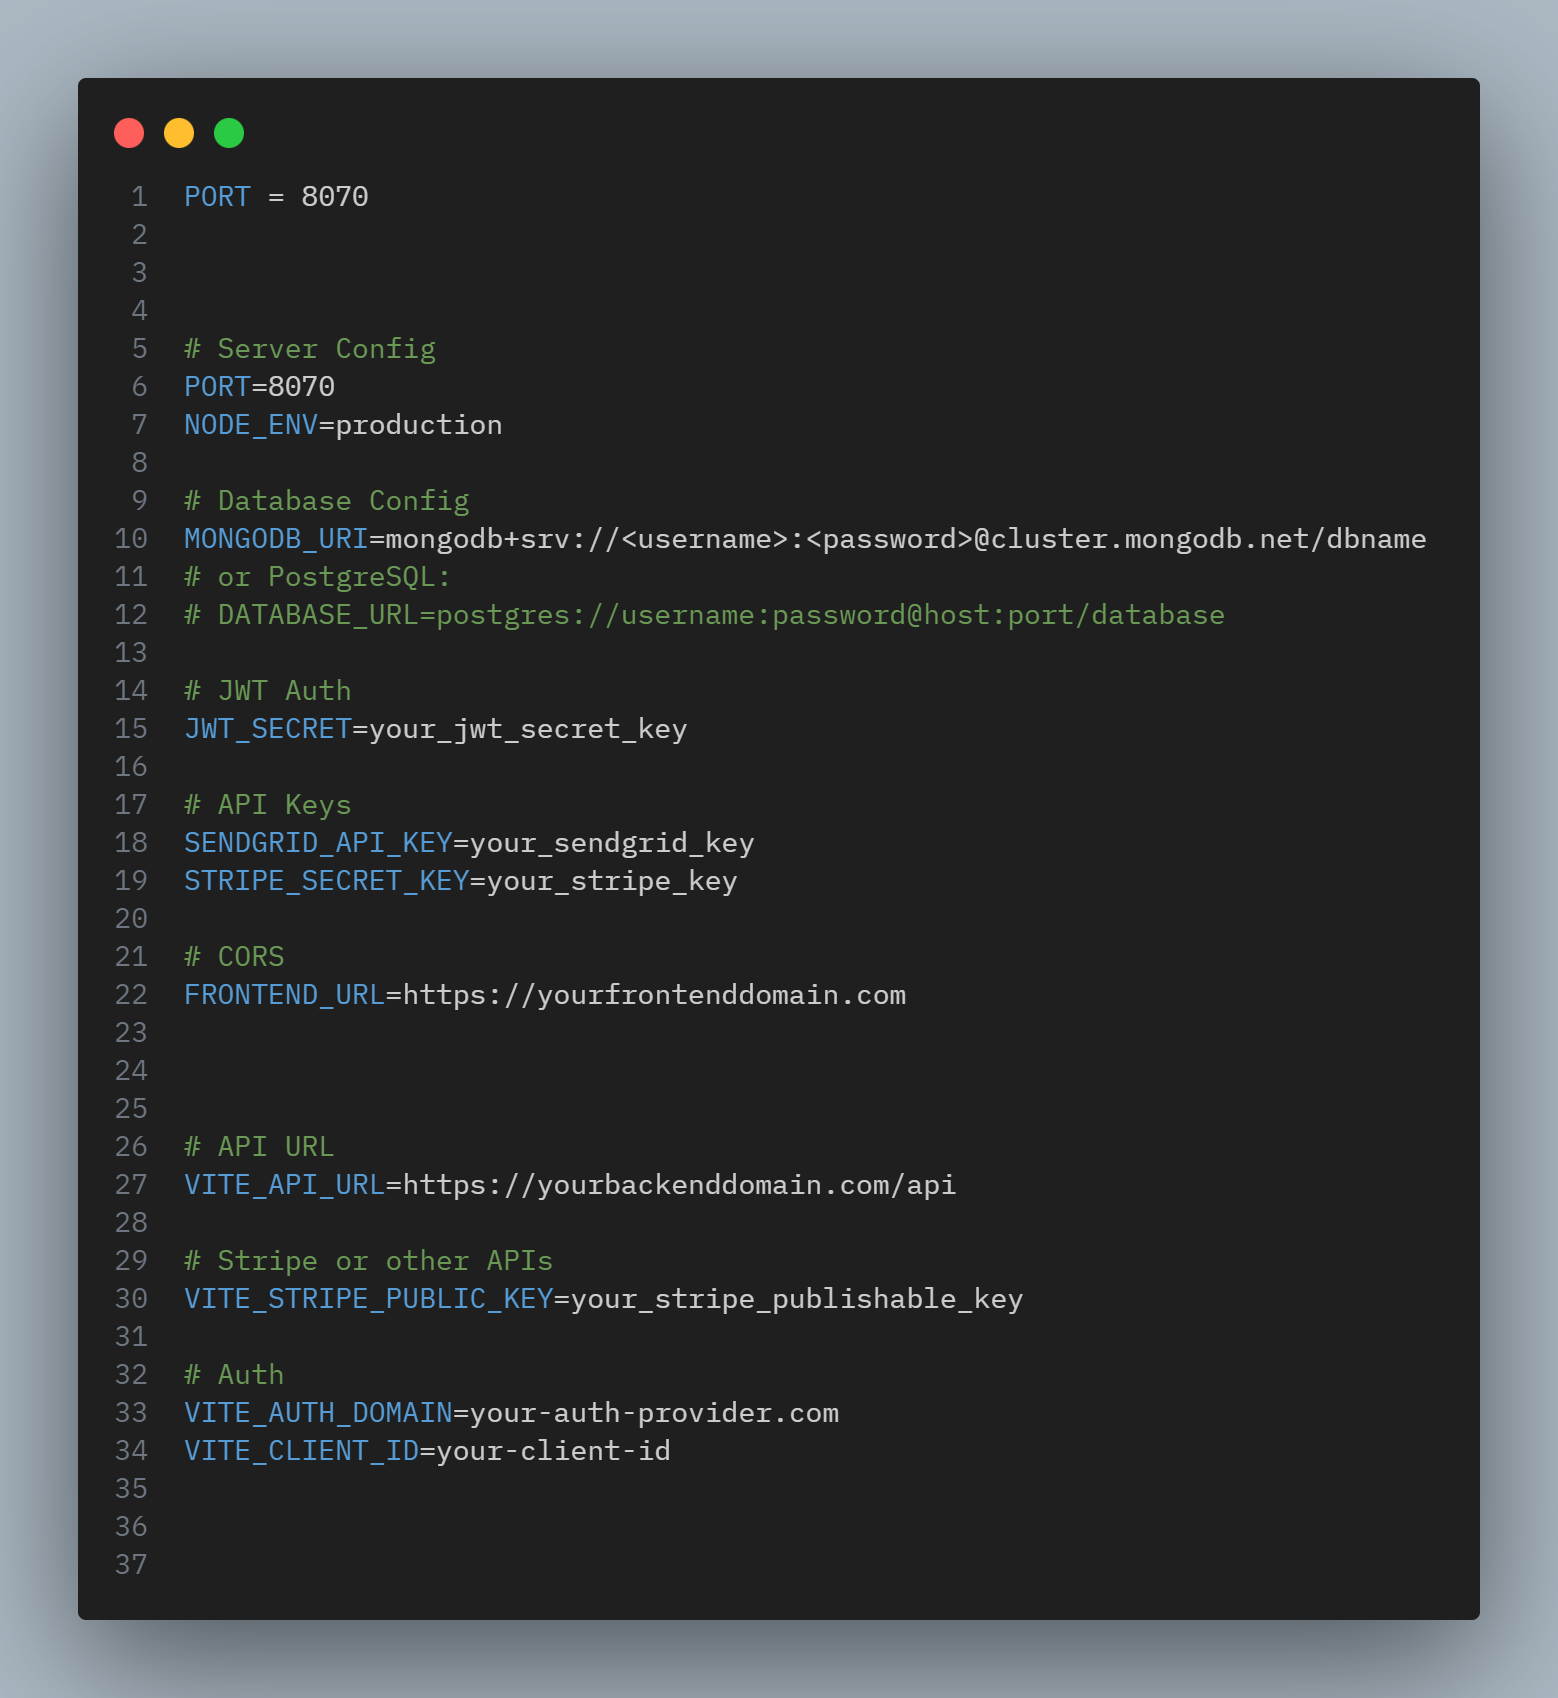 1 PORT = 8070
2
3
4
5 # Server Config
6 PORT=8070
7 NODE_ENV=production
8
9 # Database Config
10 MONGODB_URI=mongodb+srv://<username>:<password>@cluster.mongodb.net/dbname
11 # or PostgreSQL:
12 # DATABASE_URL=postgres://username:password@host:port/database
13
14 # JWT Auth
15 JWT_SECRET=your_jwt_secret_key
16
17 # API Keys
18 SENDGRID_API_KEY=your_sendgrid_key
19 STRIPE_SECRET_KEY=your_stripe_key
20
21 # CORS
22 FRONTEND_URL=https://yourfrontenddomain.com
23
24
25
26 # API URL
27 VITE_API_URL=https://yourbackenddomain.com/api
28
29 # Stripe or other APIs
30 VITE_STRIPE_PUBLIC_KEY=your_stripe_publishable_key
31
32 # Auth
33 VITE_AUTH_DOMAIN=your-auth-provider.com
34 VITE_CLIENT_ID=your-client-id
35
36
37